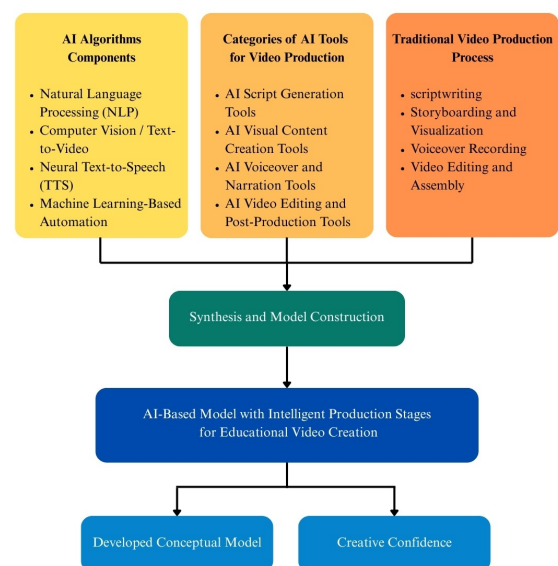 AI Algorithms
Components
• Natural Language
Processing (NLP)
• Computer Vision / Text-
to-Video
• Neural Text-to-Speech
(TTS)
• Machine Learning-Based
Automation
Categories of AI Tools
for Video Production
• AI Script Generation
Tools
• AI Visual Content
Creation Tools
• AI Voiceover and
Narration Tools
• AI Video Editing and
Post-Production Tools
Traditional Video Production
Process
• scriptwriting
• Storyboarding and
Visualization
• Voiceover Recording
• Video Editing and
Assembly
Synthesis and Model Construction
AI-Based Model with Intelligent Production Stages
for Educational Video Creation
Developed Conceptual Model
Creative Confidence